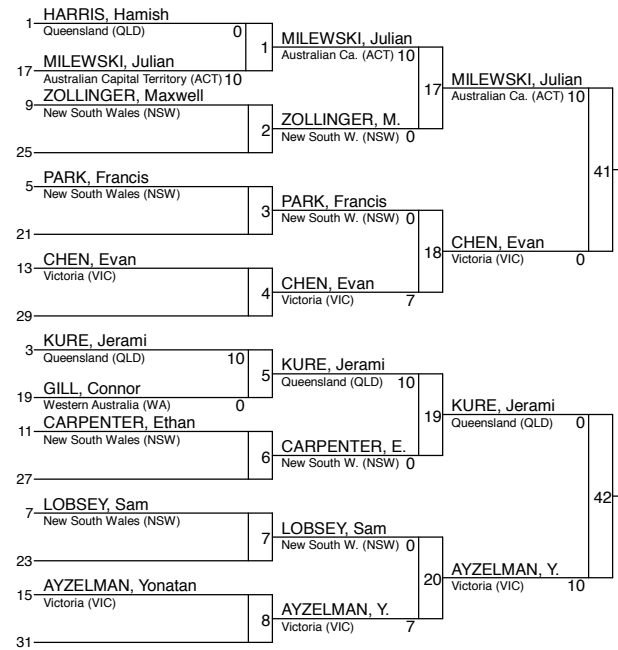 HARRIS, Hamish
1
Queensland (QLD) 0
1
MILEWSKI, Julian
17
Australian Capital Territory (ACT) 10
ZOLLINGER, Maxwell
9
New South Wales (NSW)
2
25
PARK, Francis
5
New South Wales (NSW)
3
21
CHEN, Evan
13
Victoria (VIC)
4
29
KURE, Jerami
3
Queensland (QLD) 10
5
GILL, Connor
19
Western Australia (WA) 0
CARPENTER, Ethan
11
New South Wales (NSW)
6
27
LOBSEY, Sam
7
New South Wales (NSW)
7
23
AYZELMAN, Yonatan
15
Victoria (VIC)
8
31
MILEWSKI, Julian
Australian Ca. (ACT) 10
17
ZOLLINGER, M.
New South W. (NSW) 0
PARK, Francis
New South W. (NSW) 0
18
CHEN, Evan
Victoria (VIC) 7
KURE, Jerami
Queensland (QLD) 10
19
CARPENTER, E.
New South W. (NSW) 0
LOBSEY, Sam
New South W. (NSW) 0
20
AYZELMAN, Y.
Victoria (VIC) 7
MILEWSKI, Julian
Australian Ca. (ACT) 10
41
CHEN, Evan
Victoria (VIC) 0
KURE, Jerami
Queensland (QLD) 0
42
AYZELMAN, Y.
Victoria (VIC) 10